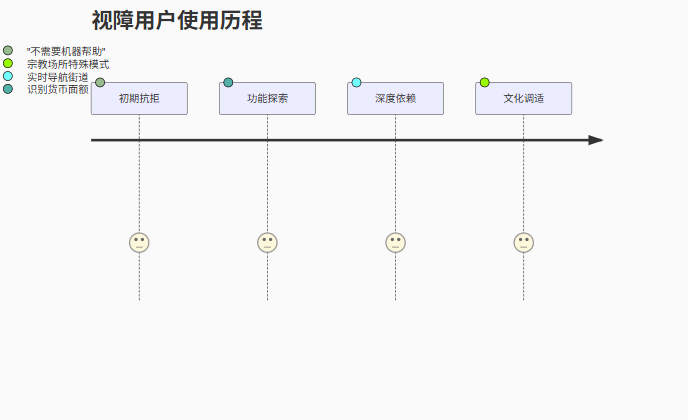 视障用户使用历程
"不需要机器帮助"
宗教场所特殊模式
实时导航街道
识别货币面额
初期抗拒
功能探索
深度依赖
文化调适